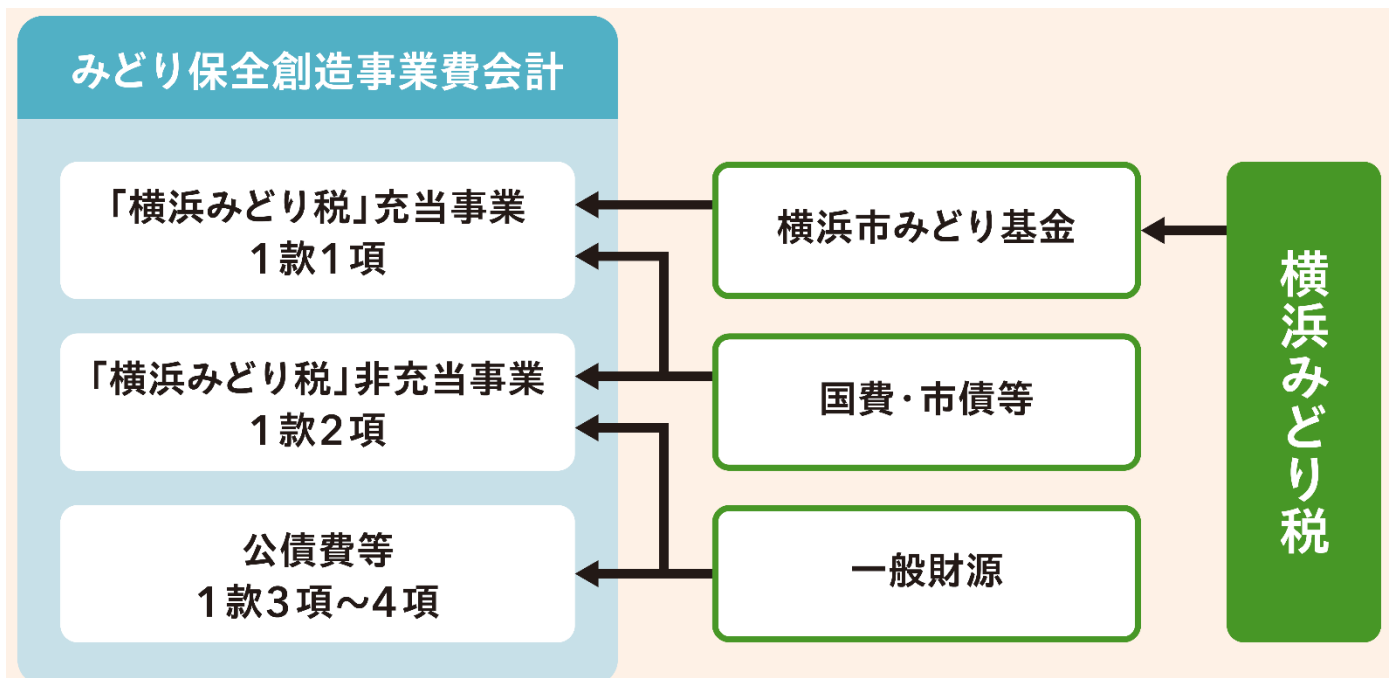 みどり保全創造事業費会計
「横浜みどり税」充当事業
1款1項
「横浜みどり税」非充当事業
1款2項
公債費等
1款3項～4項
横浜市みどり基金
国費・市債等
一般財源
横浜みどり税